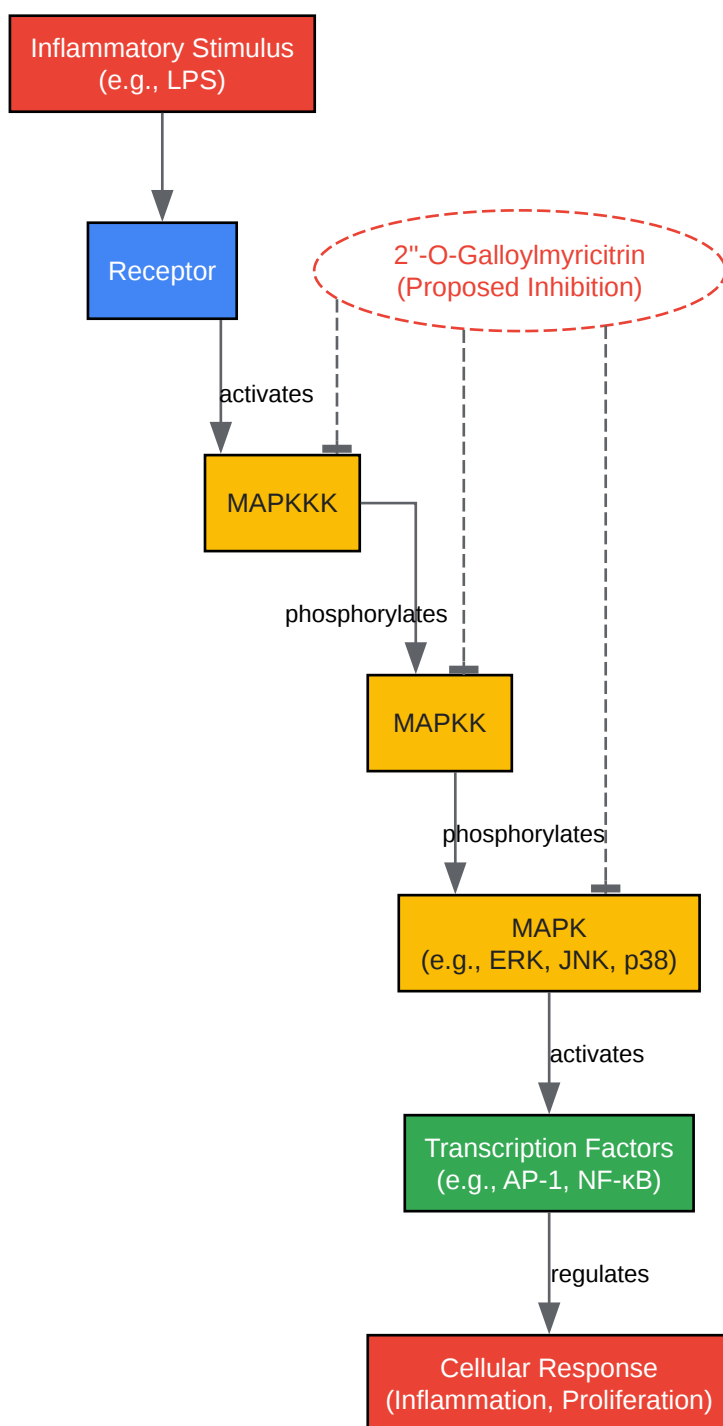 Inflammatory Stimulus
(e.g., LPS)
Receptor
2"-O-Galloylmyricitrin
(Proposed Inhibition)
activates
MAPKKK
phosphorylates
MAPKK
phosphorylates
MAPK
(e.g., ERK, JNK, p38)
activates
Transcription Factors
(e.g., AP-1, NF-κB)
regulates
Cellular Response
(Inflammation, Proliferation)